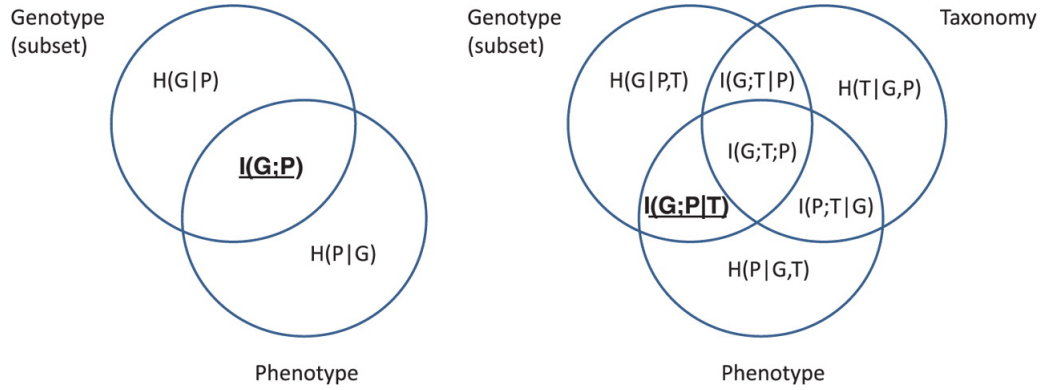 Genotype
(subset)
H(G|P)
I(G;P)
H(P|G)
Phenotype
Genotype
(subset)
Taxonomy
H(G|P,T)
I(G;T|P)
H(T|G,P)
I(G;T;P)
I(G;P|T)
I(P;T|G)
H(P|G,T)
Phenotype